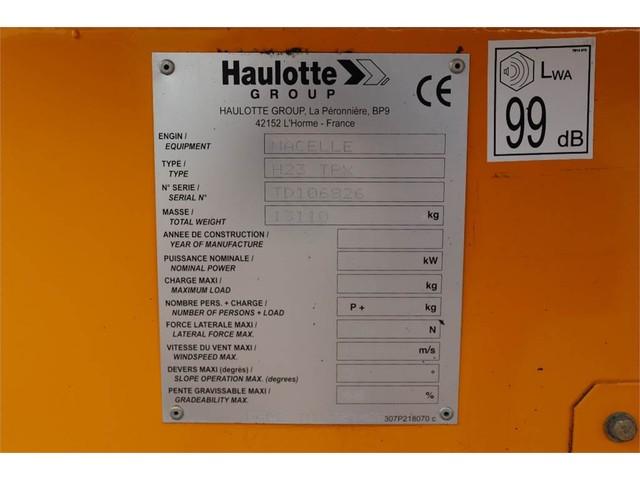 Haulotte
GROUP
HAULOTTE GROUP, La Péronnière, BP9
42152 L'Horme - France
CE
ENGIN /
EQUIPMENT
NACELLE
TYPE /
TYPE
H23 TPX
N° SERIE /
SERIAL N°
TD106826
MASSE /
TOTAL WEIGHT
13110 kg
ANNEE DE CONSTRUCTION /
YEAR OF MANUFACTURE
PUISSANCE NOMINALE /
NOMINAL POWER
kW
CHARGE MAXI /
MAXIMUM LOAD
kg
NOMBRE PERS. + CHARGE /
NUMBER OF PERSONS + LOAD
P + kg
FORCE LATERALE MAXI /
LATERAL FORCE MAX.
N
VITESSE DU VENT MAXI /
WINDSPEED MAX.
m/s
DEVERS MAXI (degrés) /
SLOPE OPERATION MAX. (degrees)
°
PENTE GRAVISSABLE MAXI /
GRADEABILITY MAX.
%
307P218070 c
LWA
99 dB